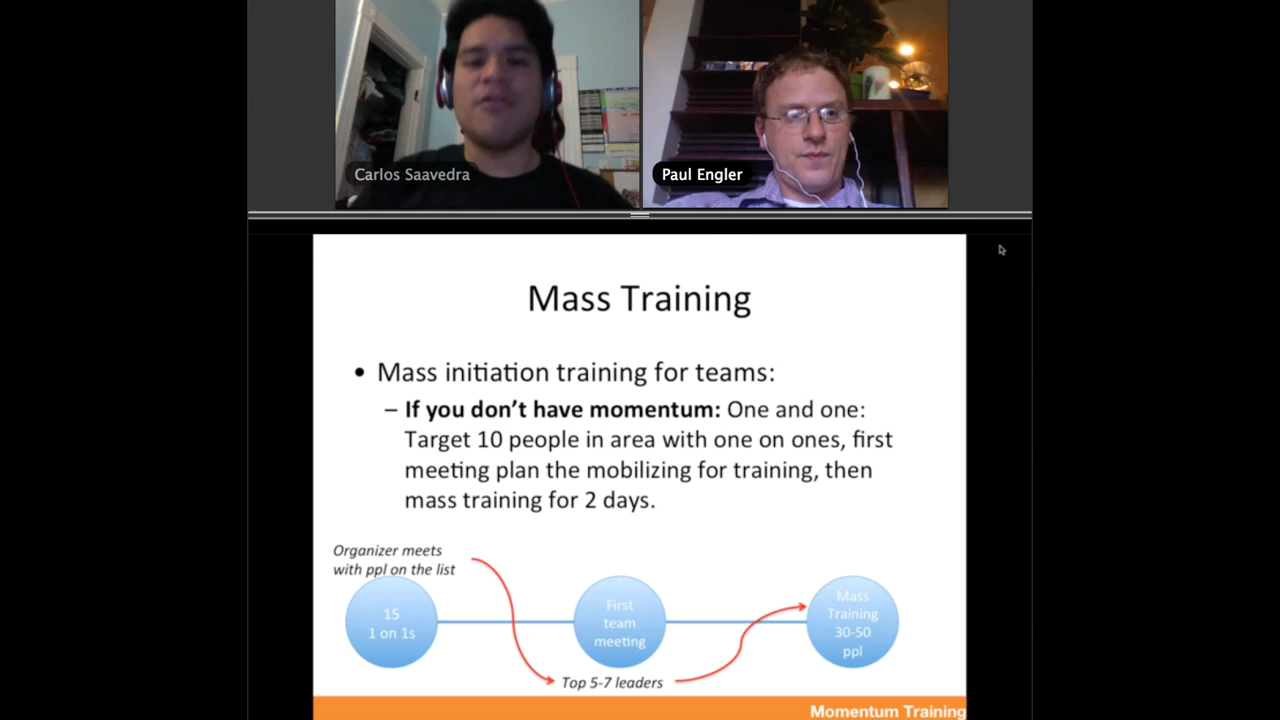 Carlos Saavedra
Paul Engler
Mass Training
• Mass initiation training for teams:
– If you don’t have momentum: One and one:
Target 10 people in area with one on ones, first
meeting plan the mobilizing for training, then
mass training for 2 days.
Organizer meets
with ppl on the list
15
1 on 1s
First
team
meeting
Mass
Training
30-50
ppl
Top 5-7 leaders
Momentum Training